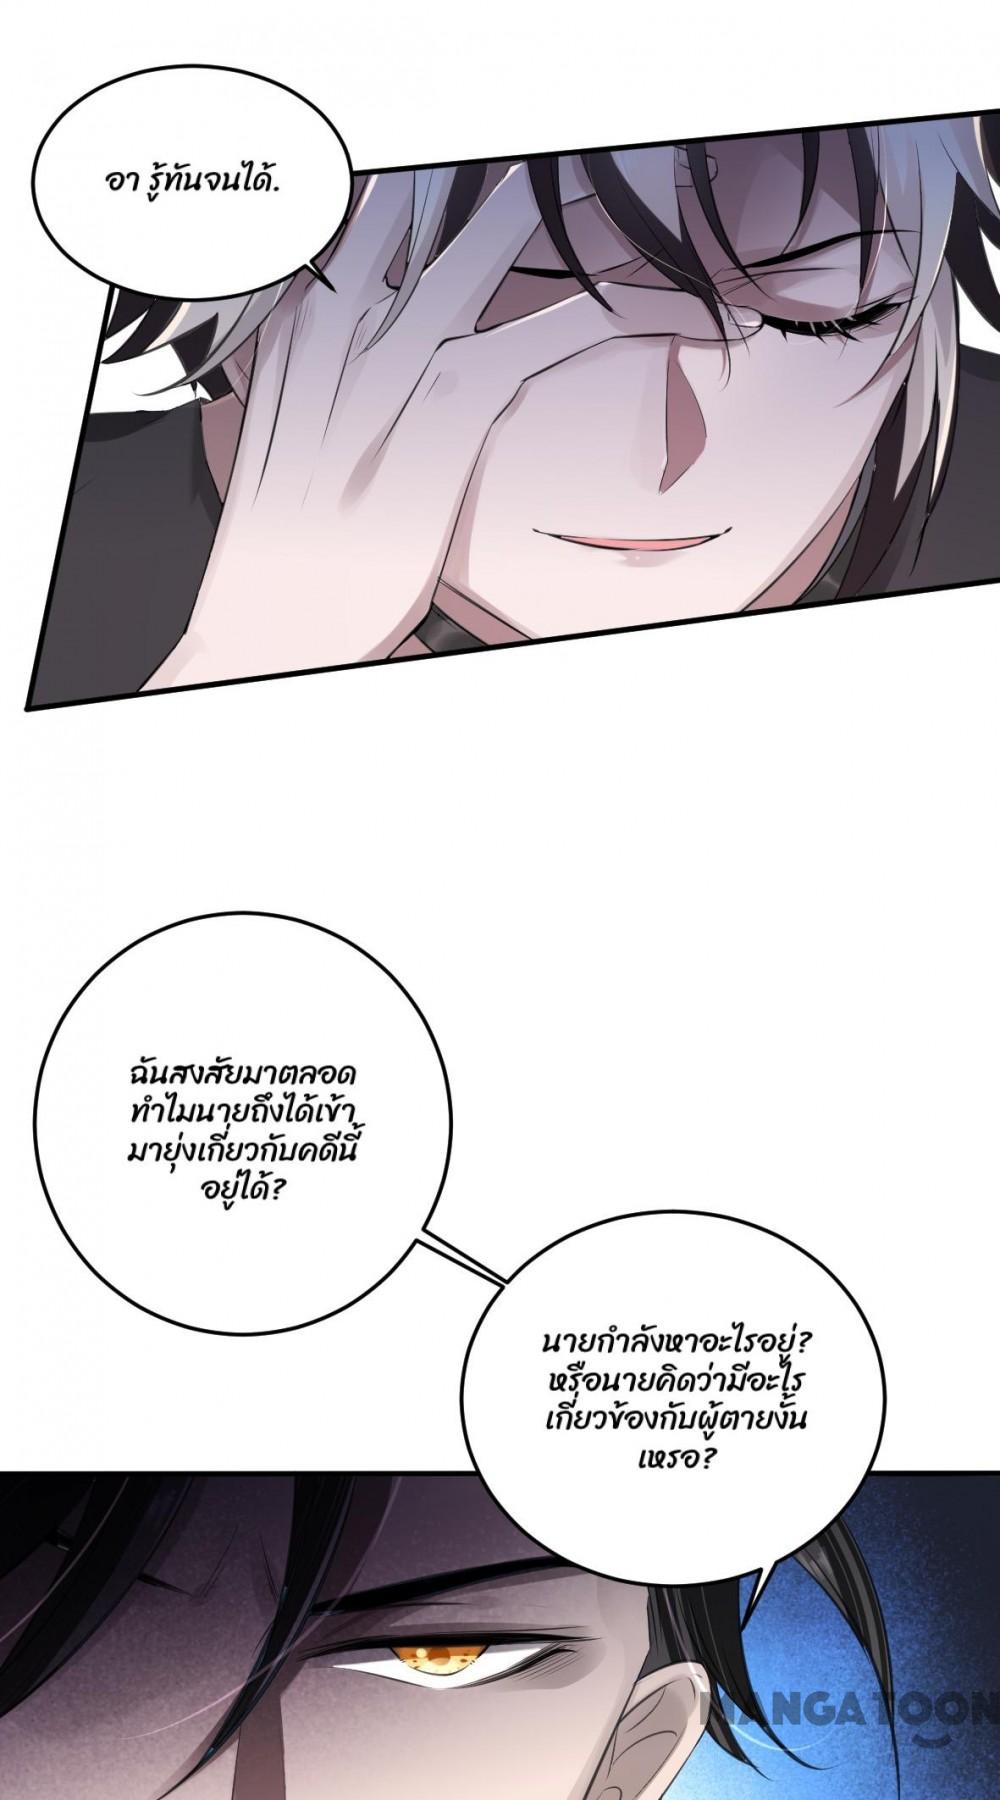 อา รู้ทันจนได้.
ฉันสงสัยมาตลอด
ทำไมนายถึงได้เข้า
มายุ่งเกี่ยวกับคดีนี้
อยู่ได้?
นายกำลังหาอะไรอยู่?
หรือนายคิดว่ามีอะไร
เกี่ยวข้องกับผู้ตายงั้น
เหรอ?
MANGATOON